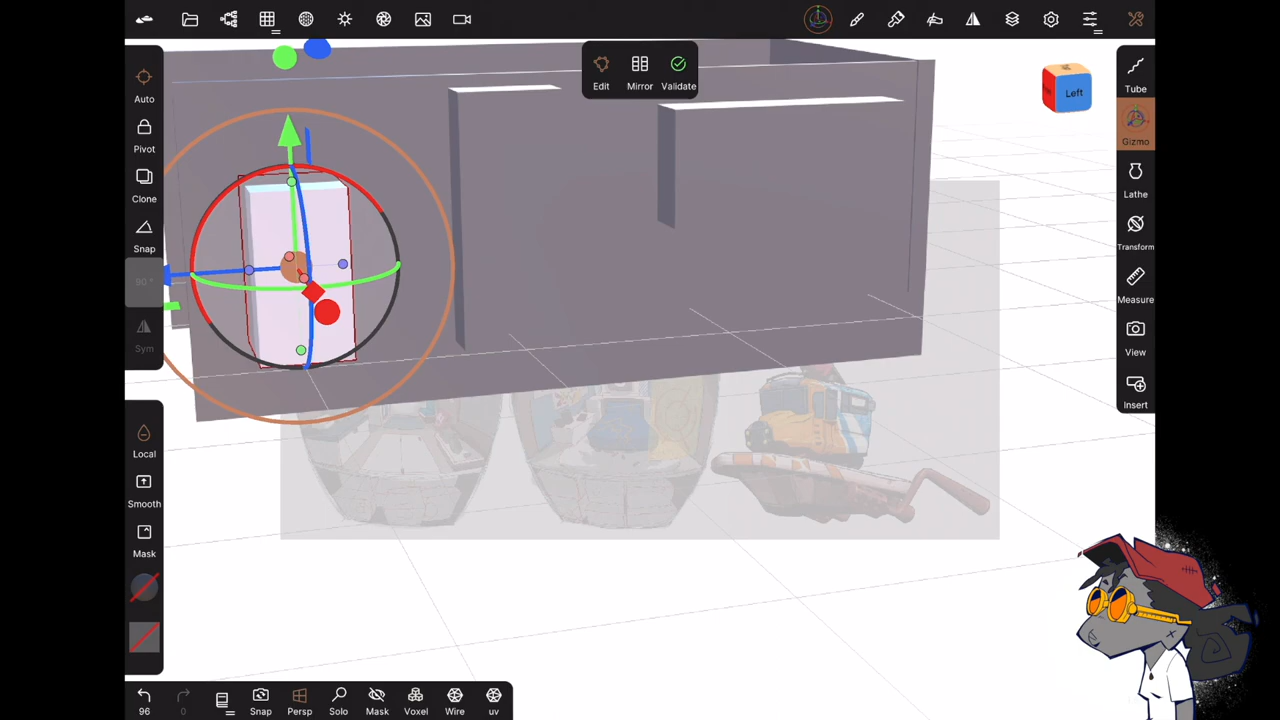 Auto
Pivot
Clone
Snap
90°
Sym
Local
Smooth
Mask
Edit
Mirror
Validate
Left
Tube
Gizmo
Lathe
Transform
Measure
View
Insert
96
0
Snap
Persp
Solo
Mask
Voxel
Wire
uv